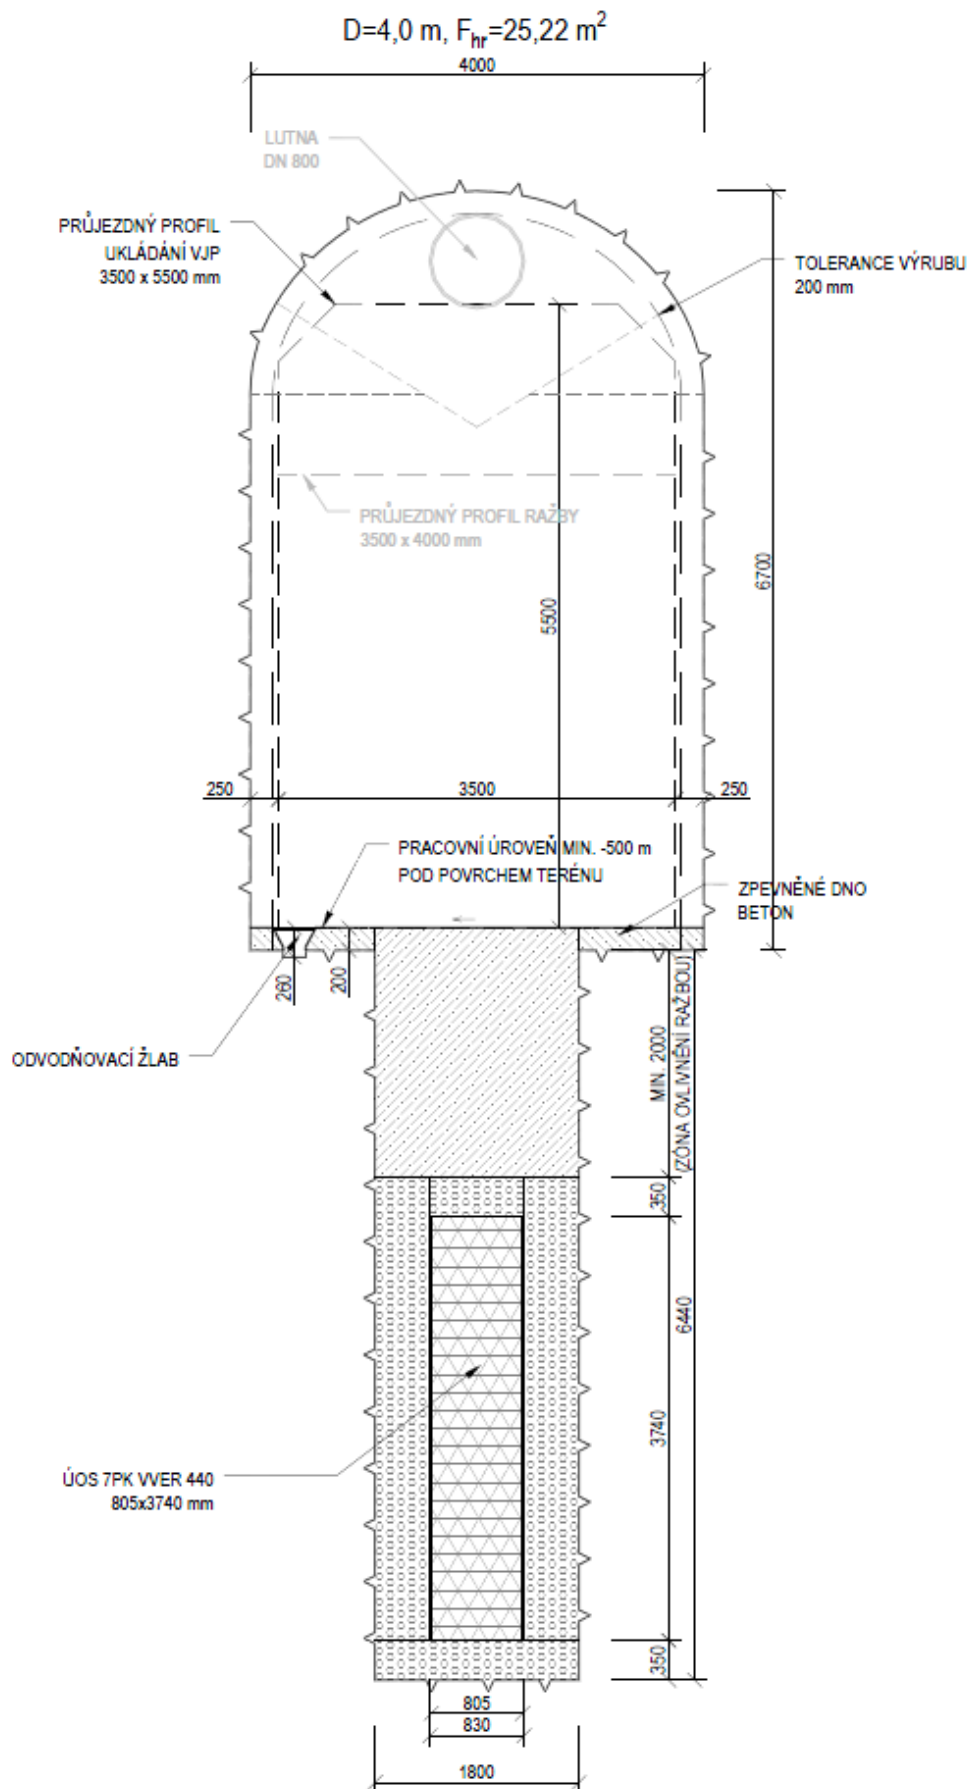 D=4,0 m, Fhr=25,22 m²
4000
LUTNA
DN 800
PRŮJEZDNÝ PROFIL
UKLÁDÁNÍ VJP
3500 x 5500 mm
TOLERANCE VÝRUBU
200 mm
PRŮJEZDNÝ PROFIL RAŽBY
3500 x 4000 mm
6700
5500
250
3500
250
PRACOVNÍ ÚROVEŇ MIN. -500 m
POD POVRCHEM TERÉNU
ZPEVNĚNÉ DNO
BETON
260
200
ODVODŇOVACÍ ŽLAB
MIN. 2000
(ZÓNA OVLIVNĚNÍ RAŽBOU)
350
6440
3740
ÚOS 7PK VVER 440
805x3740 mm
350
805
830
1800